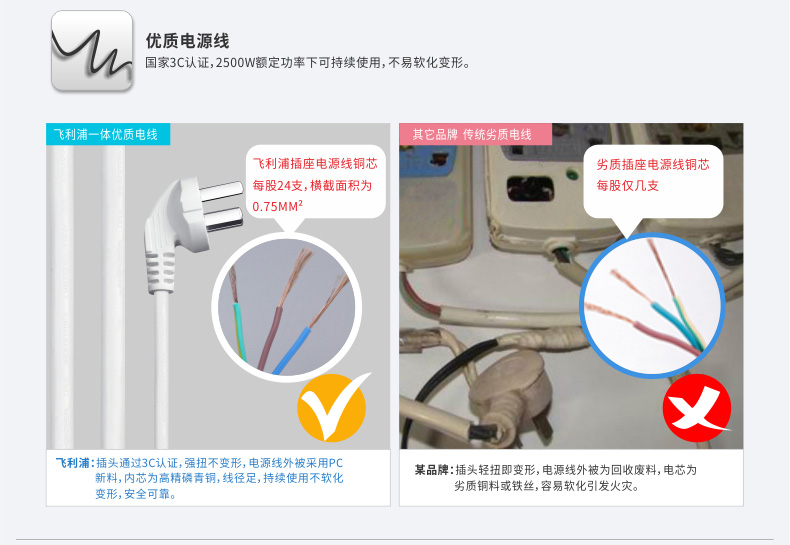 优质电源线
国家3C认证，2500W额定功率下可持续使用，不易软化变形。
飞利浦一体优质电线
飞利浦插座电源线铜芯
每股24支，横截面积为
0.75MM²
其它品牌 传统劣质电线
劣质插座电源线铜芯
每股仅几支
飞利浦：插头通过3C认证，强扭不变形，电源线外被采用PC
新料，内芯为高精磷青铜，线径足，持续使用不软化
变形，安全可靠。
某品牌：插头轻扭即变形，电源线外被为回收废料，电芯为
劣质铜料或铁丝，容易软化引发火灾。